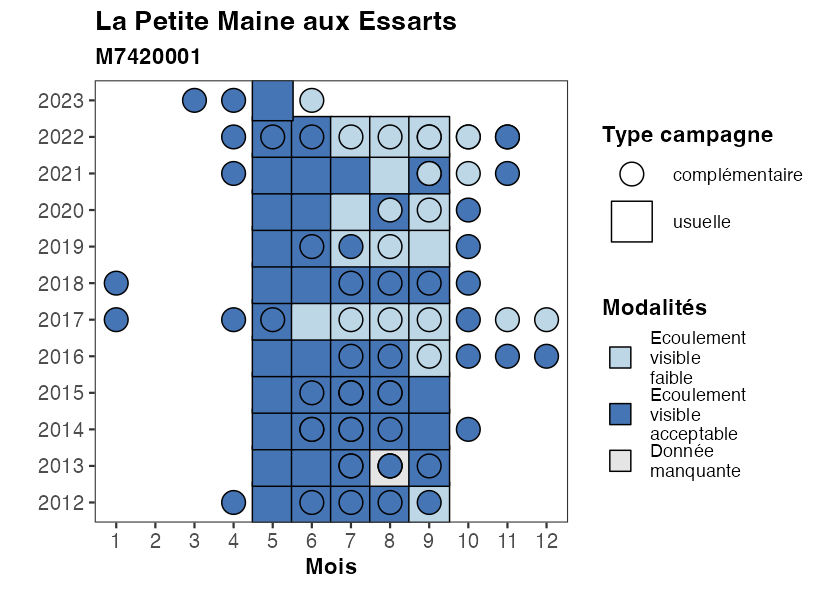 La Petite Maine aux Essarts
M7420001
2023
2022
2021
2020
2019
2018
2017
2016
2015
2014
2013
2012
1 2 3 4 5 6 7 8 9 10 11 12
Mois
Type campagne
complémentaire
usuelle
Modalités
Ecoulement
visible
faible
Ecoulement
visible
acceptable
Donnée
manquante